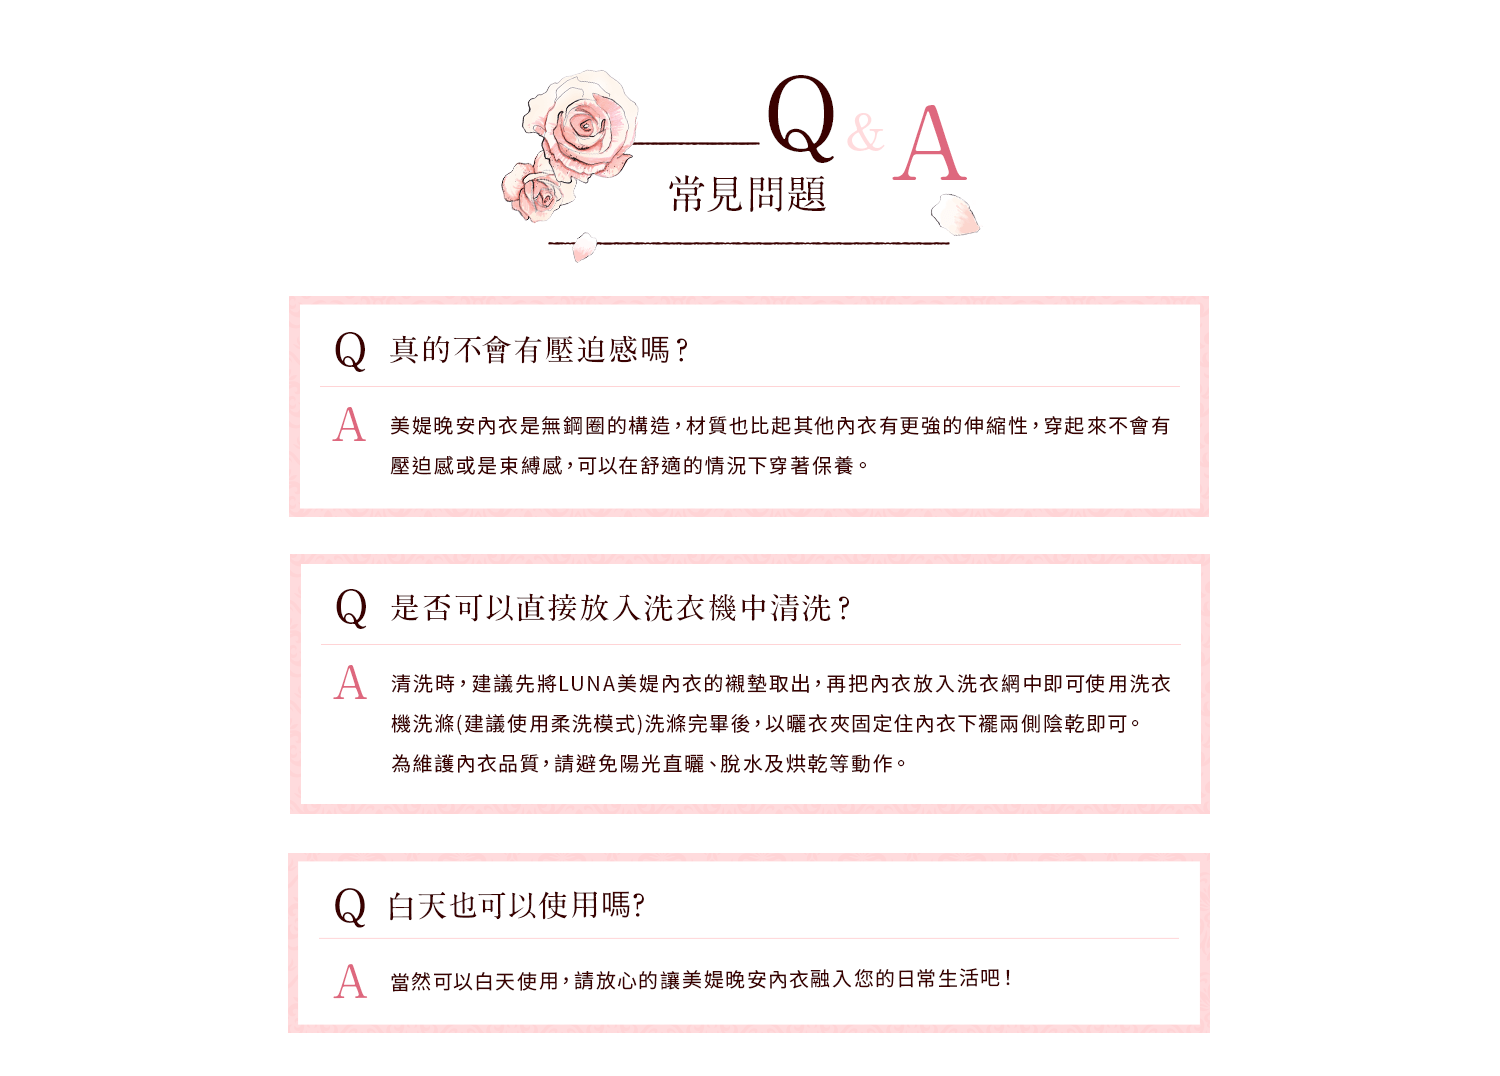 Q & A
常見問題
Q 真的不會有壓迫感嗎？
A 美媞晚安內衣是無鋼圈的構造，材質也比起其他內衣有更強的伸縮性，穿起來不會有
壓迫感或是束縛感，可以在舒適的情況下穿著保養。
Q 是否可以直接放入洗衣機中清洗？
A 清洗時，建議先將LUNA美媞內衣的襯墊取出，再把內衣放入洗衣網中即可使用洗衣
機洗滌(建議使用柔洗模式)洗滌完畢後，以曬衣夾固定住內衣下襬兩側陰乾即可。
為維護內衣品質，請避免陽光直曬、脫水及烘乾等動作。
Q 白天也可以使用嗎?
A 當然可以白天使用，請放心的讓美媞晚安內衣融入您的日常生活吧！